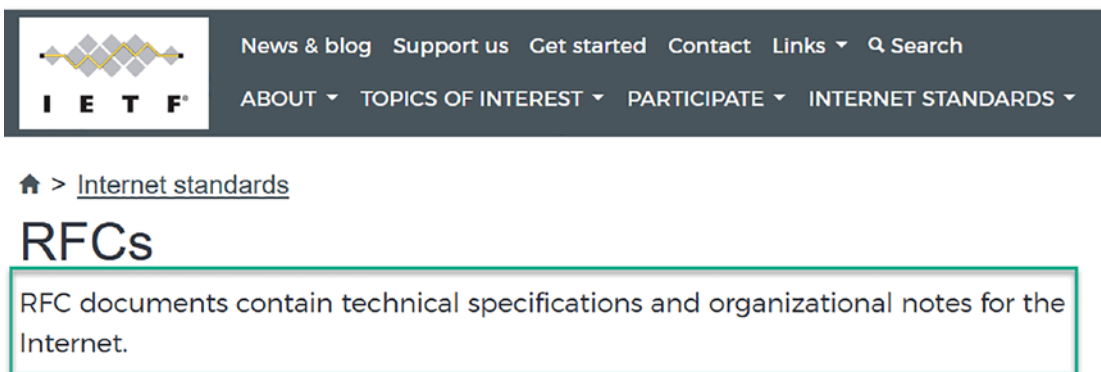 News & blog Support us Get started Contact Links Search
IETF®
ABOUT TOPICS OF INTEREST PARTICIPATE INTERNET STANDARDS
> Internet standards
RFCs
RFC documents contain technical specifications and organizational notes for the
Internet.